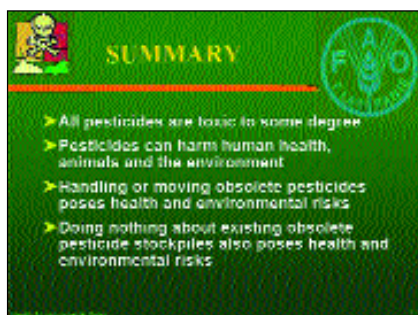 SUMMARY
F A O
All pesticides are toxic to some degree
Pesticides can harm human health,
animals and the environment
Handling or moving obsolete pesticides
poses health and environmental risks
Doing nothing about existing obsolete
pesticide stockpiles also poses health and
environmental risks